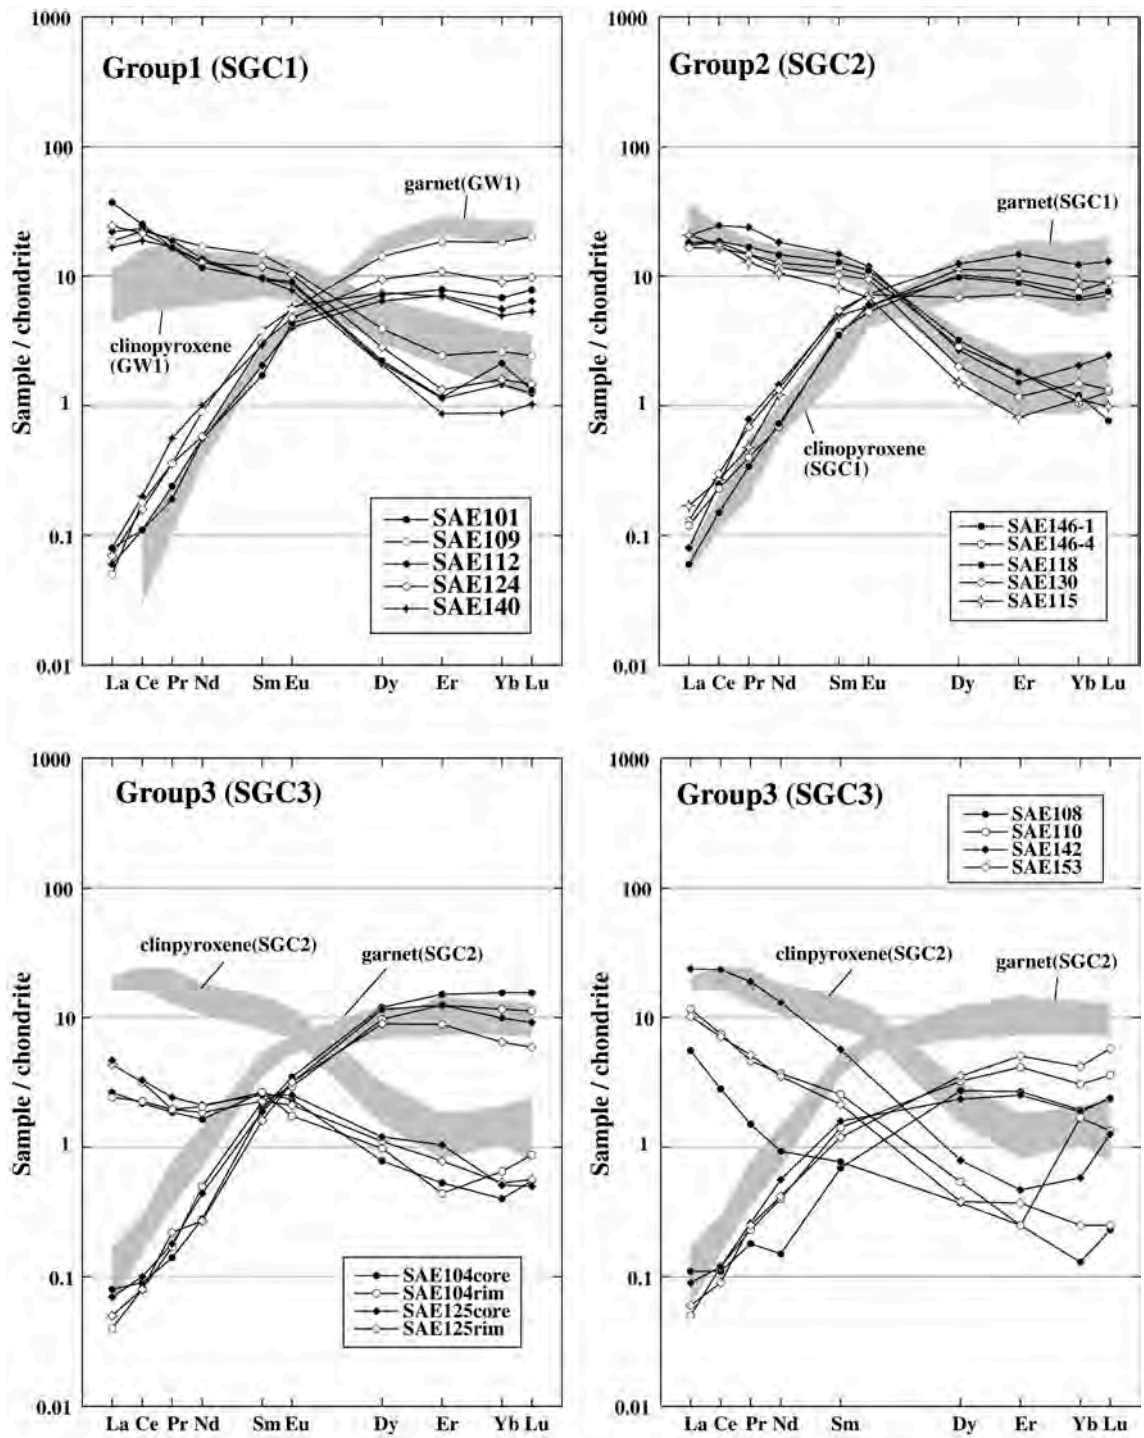 Group1 (SGC1)
1000
100
10
1
0.1
0.01
Sample / chondrite
garnet(GW1)
clinopyroxene
(GW1)
SAE101
SAE109
SAE112
SAE124
SAE140
La Ce Pr Nd Sm Eu Dy Er Yb Lu
Group2 (SGC2)
1000
100
10
1
0.1
0.01
Sample / chondrite
garnet(SGC1)
clinopyroxene
(SGC1)
SAE146-1
SAE146-4
SAE118
SAE130
SAE115
La Ce Pr Nd Sm Eu Dy Er Yb Lu
Group3 (SGC3)
1000
100
10
1
0.1
0.01
Sample / chondrite
clinpyroxene(SGC2)
garnet(SGC2)
SAE104core
SAE104rim
SAE125core
SAE125rim
La Ce Pr Nd Sm Eu Dy Er Yb Lu
Group3 (SGC3)
1000
100
10
1
0.1
0.01
Sample / chondrite
SAE108
SAE110
SAE142
SAE153
clinpyroxene(SGC2)
garnet(SGC2)
La Ce Pr Nd Sm Dy Er Yb Lu